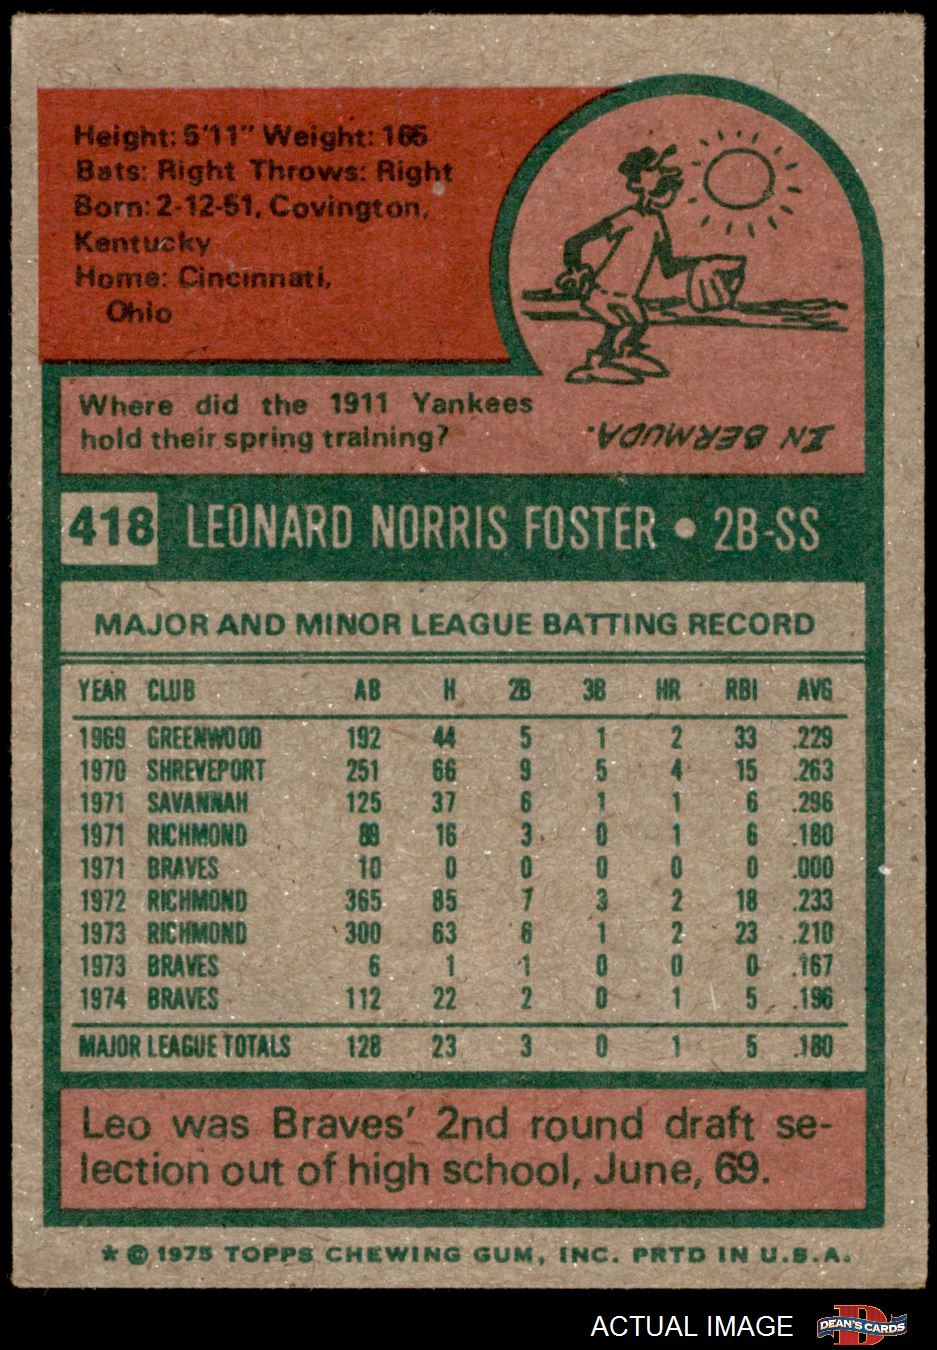 Height: 5'11" Weight: 165
Bats: Right Throws: Right
Born: 2-12-51, Covington,
Kentucky
Home: Cincinnati,
Ohio
Where did the 1911 Yankees
hold their spring training?
IN BERMUDA.
418 LEONARD NORRIS FOSTER • 2B-SS
MAJOR AND MINOR LEAGUE BATTING RECORD
YEAR CLUB AB H 2B 3B HR RBI AVG
1969 GREENWOOD 192 44 5 1 2 33 .229
1970 SHREVEPORT 251 66 9 5 4 15 .263
1971 SAVANNAH 125 37 6 1 1 6 .296
1971 RICHMOND 89 16 3 0 1 6 .180
1971 BRAVES 10 0 0 0 0 0 .000
1972 RICHMOND 365 85 7 3 2 18 .233
1973 RICHMOND 300 63 6 1 2 23 .210
1973 BRAVES 6 1 1 0 0 0 .167
1974 BRAVES 112 22 2 0 1 5 .196
MAJOR LEAGUE TOTALS 128 23 3 0 1 5 .180
Leo was Braves' 2nd round draft se-
lection out of high school, June, 69.
* © 1975 TOPPS CHEWING GUM, INC. PRTD IN U.S.A.
ACTUAL IMAGE D DEAN'S CARDS